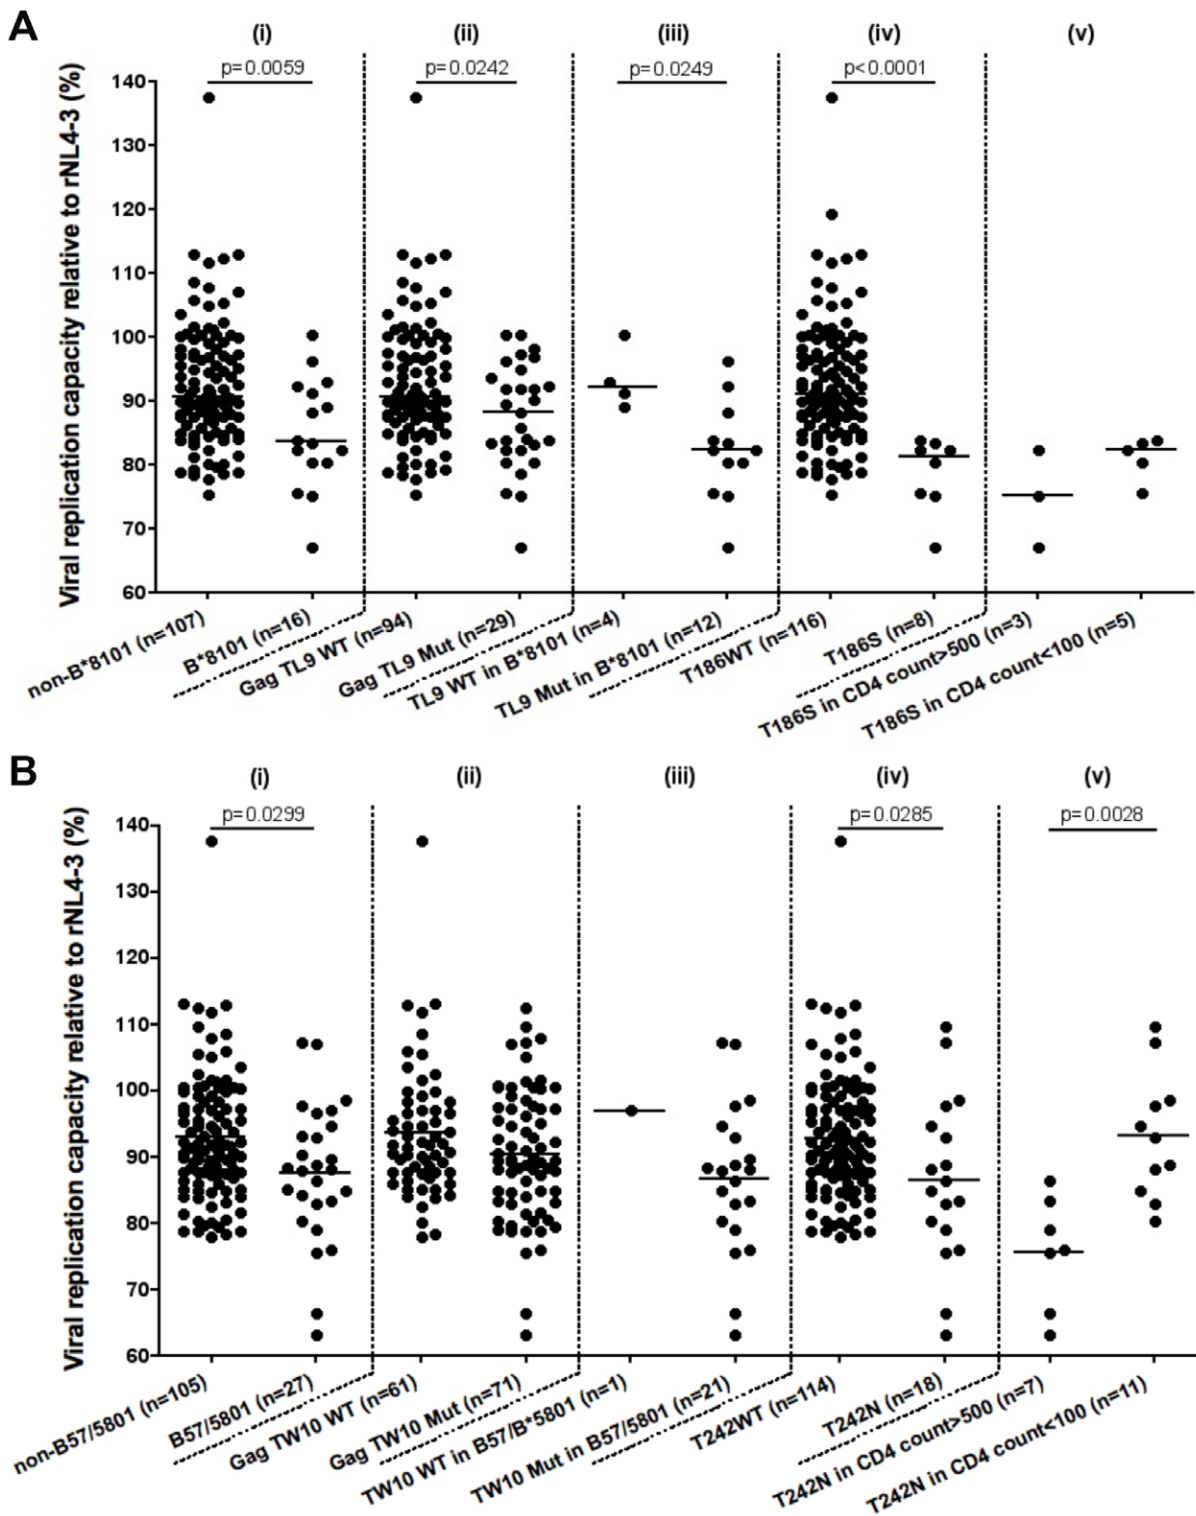 A
(i)
(ii)
(iii)
(iv)
(v)
p=0.0059
p=0.0242
p=0.0249
p<0.0001
Viral replication capacity relative to rNL4-3 (%)
140
130
120
110
100
90
80
70
60
non-B*8101 (n=107)
B*8101 (n=16)
Gag TL9 WT (n=94)
Gag TL9 Mut (n=29)
TL9 WT in B*8101 (n=4)
TL9 Mut in B*8101 (n=12)
T186WT (n=116)
T186S (n=8)
T186S in CD4 count>500 (n=3)
T186S in CD4 count<100 (n=5)
B
(i)
(ii)
(iii)
(iv)
(v)
p=0.0299
p=0.0285
p=0.0028
Viral replication capacity relative to rNL4-3 (%)
140
130
120
110
100
90
80
70
60
non-B57/5801 (n=105)
B57/5801 (n=27)
Gag TW10 WT (n=61)
Gag TW10 Mut (n=71)
TW10 WT in B57/B*5801 (n=1)
TW10 Mut in B57/5801 (n=21)
T242WT (n=114)
T242N (n=18)
T242N in CD4 count>500 (n=7)
T242N in CD4 count<100 (n=11)